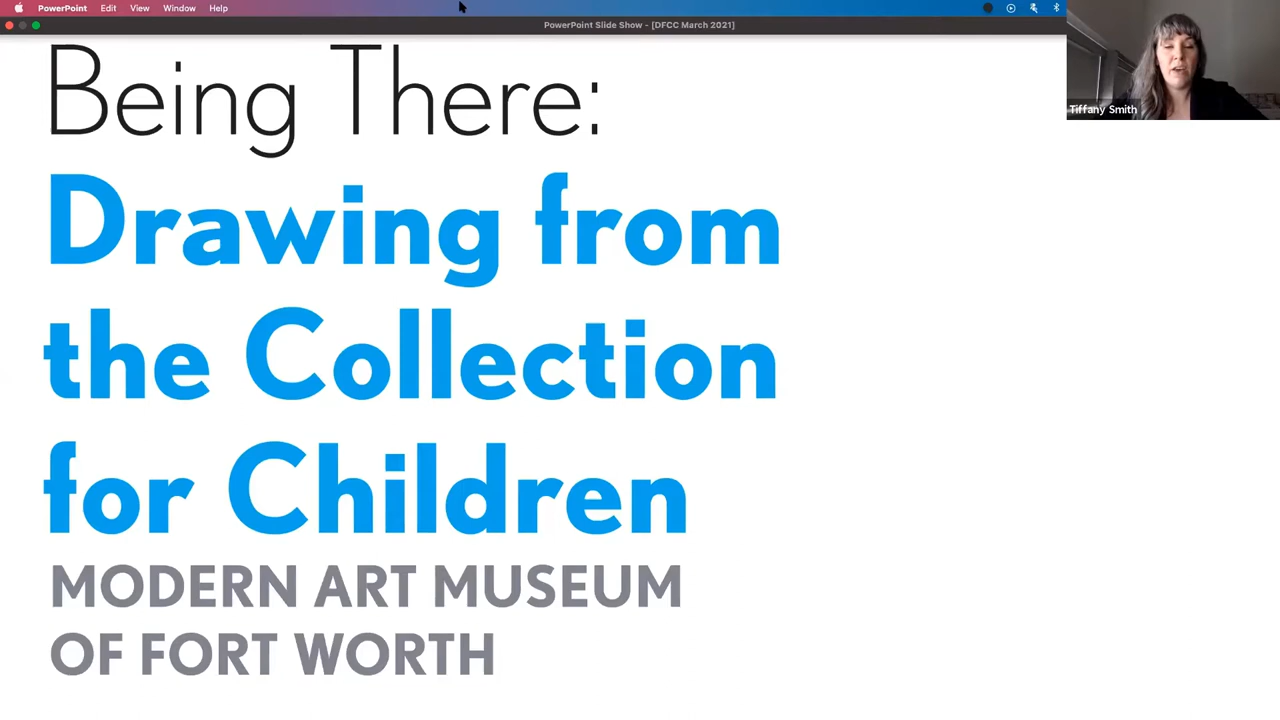 PowerPoint Edit View Window Help
PowerPoint Slide Show - [DFCC March 2021]
Tiffany Smith
Being There:
Drawing from
the Collection
for Children
MODERN ART MUSEUM
OF FORT WORTH